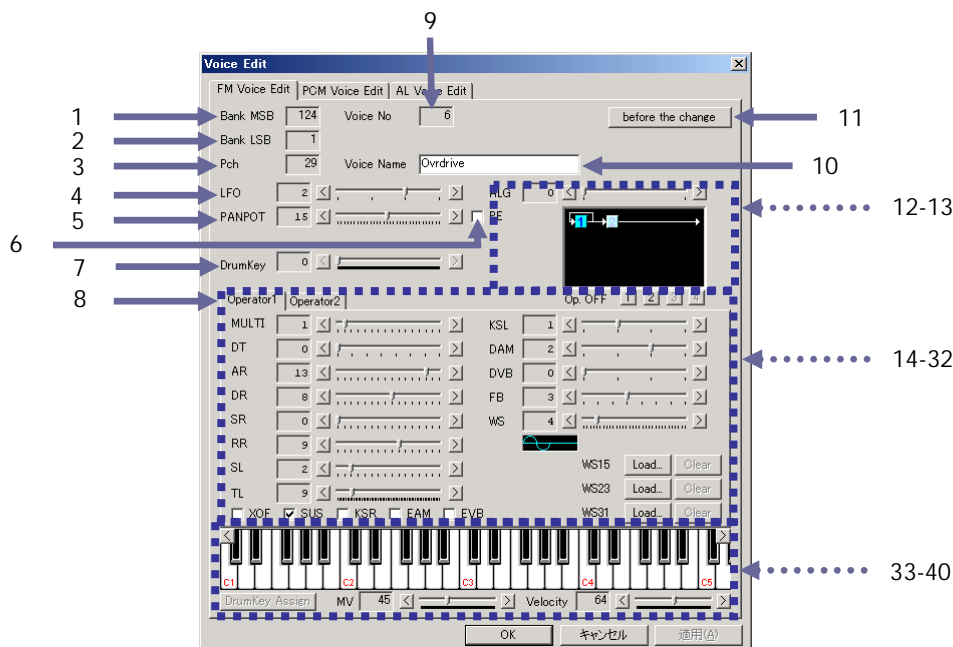 9
Voice Edit
FM Voice Edit PCM Voice Edit AL Voice Edit
1 Bank MSB 124 Voice No 6 before the change 11
2 Bank LSB 1
3 Pch 29 Voice Name Ovrdrive 10
4 LFO 2 ALG 0
12-13
5 PANPOT 15 PE
6
7 DrumKey 0
8 Operator1 Operator2 Op. OFF 1 2 3 4
MULTI 1 KSL 1
DT 0 DAM 2
14-32
AR 13 DVB 0
DR 8 FB 3
SR 0 WS 4
RR 9
SL 2 WS15 Load... Clear
TL 9 WS23 Load... Clear
XOF SUS KSR EAM EVB WS31 Load... Clear
33-40
C1 C2 C3 C4 C5
DrumKey Assign MV 45 Velocity 64
OK キャンセル 適用(A)